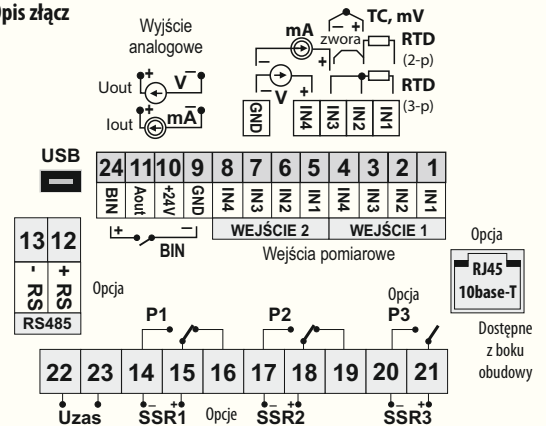 Opis złącz
Wyjście
analogowe
Uout + V -
Iout + mA -
TC, mV
mA
zwora
RTD
(2-p)
RTD
(3-p)
V
GND IN4 IN3 IN2 IN1
USB
24 11 10 9 8 7 6 5 4 3 2 1
BIN Aout +24V GND IN4 IN3 IN2 IN1 IN4 IN3 IN2 IN1
+ BIN -
WEJŚCIE 2 WEJŚCIE 1
Wejścia pomiarowe
13 12
- RS + RS
RS485
Opcja
Opcja
RJ45
10base-T
Dostępne
z boku
obudowy
Opcja
P1 P2 P3
22 23 14 15 16 17 18 19 20 21
Uzas - SSR1 + Opcje - SSR2 + - SSR3 +